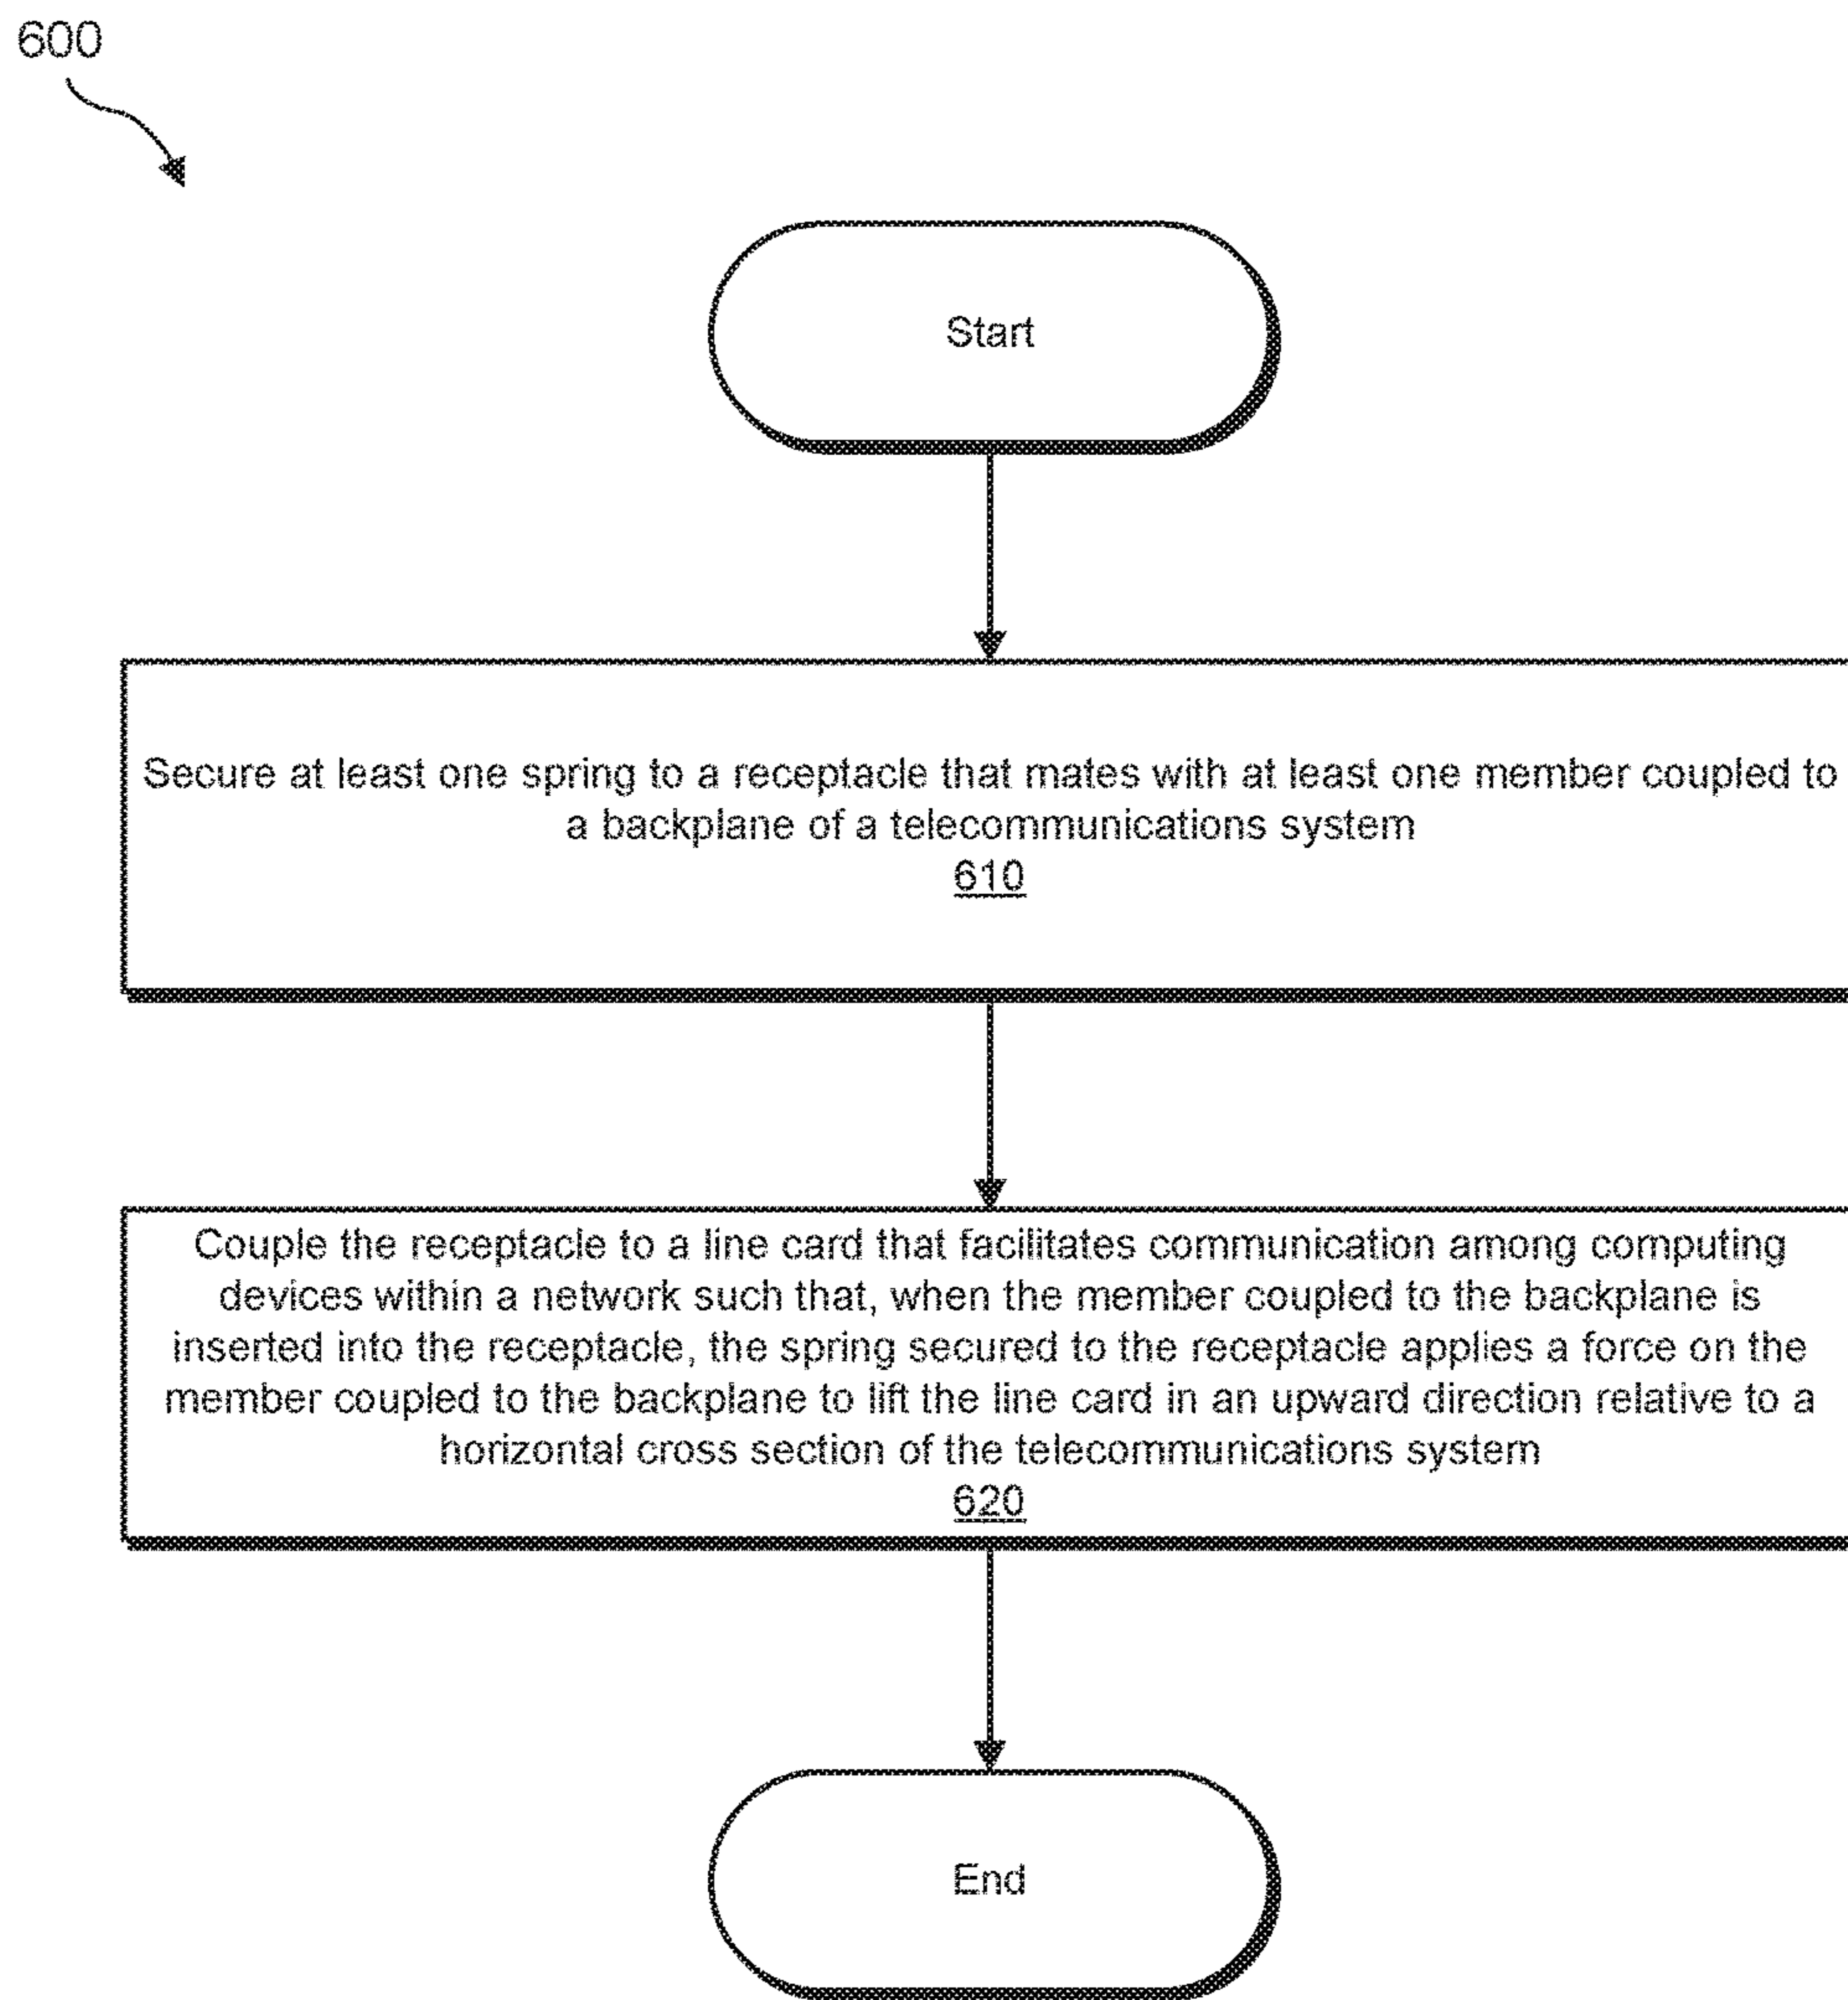 600
Start
Secure at least one spring to a receptacle that mates with at least one member coupled to
a backplane of a telecommunications system
610
Couple the receptacle to a line card that facilitates communication among computing
devices within a network such that, when the member coupled to the backplane is
inserted into the receptacle, the spring secured to the receptacle applies a force on the
member coupled to the backplane to lift the line card in an upward direction relative to a
horizontal cross section of the telecommunications system
620
End